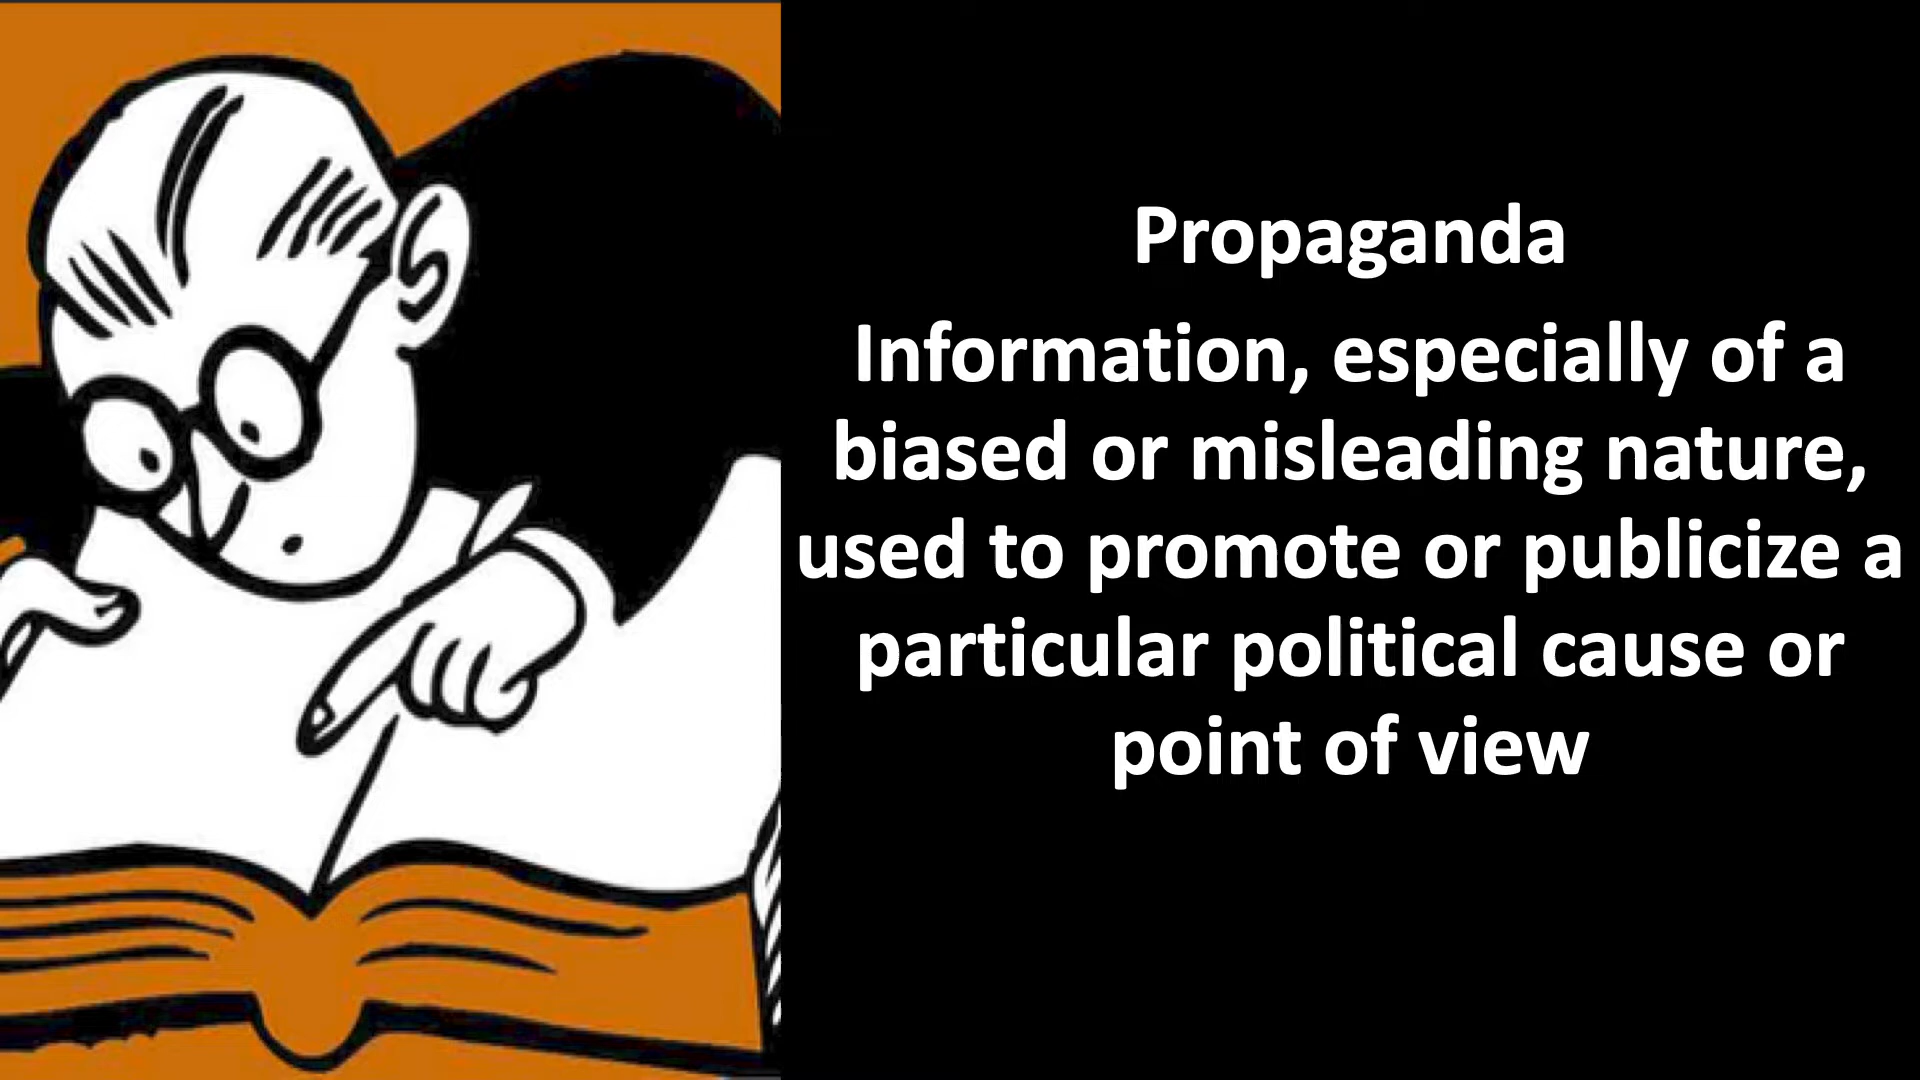 Propaganda
Information, especially of a
biased or misleading nature,
used to promote or publicize a
particular political cause or
point of view